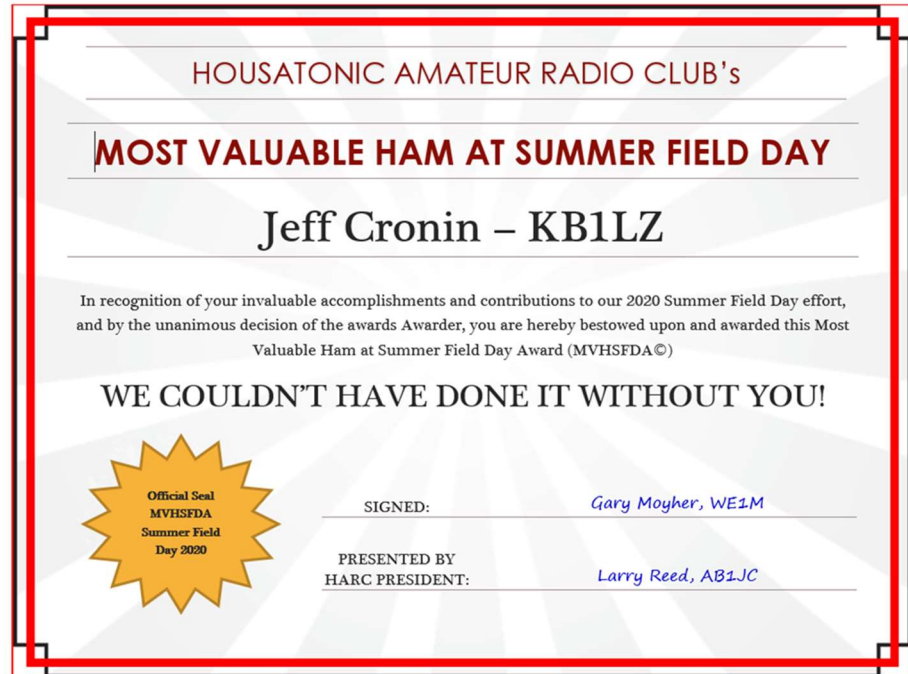 HOUSATONIC AMATEUR RADIO CLUB's
MOST VALUABLE HAM AT SUMMER FIELD DAY
Jeff Cronin – KB1LZ
In recognition of your invaluable accomplishments and contributions to our 2020 Summer Field Day effort,
and by the unanimous decision of the awards Awarder, you are hereby bestowed upon and awarded this Most
Valuable Ham at Summer Field Day Award (MVHSFDA©)
WE COULDN'T HAVE DONE IT WITHOUT YOU!
Official Seal
MVHSFDA
Summer Field
Day 2020
SIGNED: Gary Moyher, WE1M
PRESENTED BY
HARC PRESIDENT: Larry Reed, AB1JC